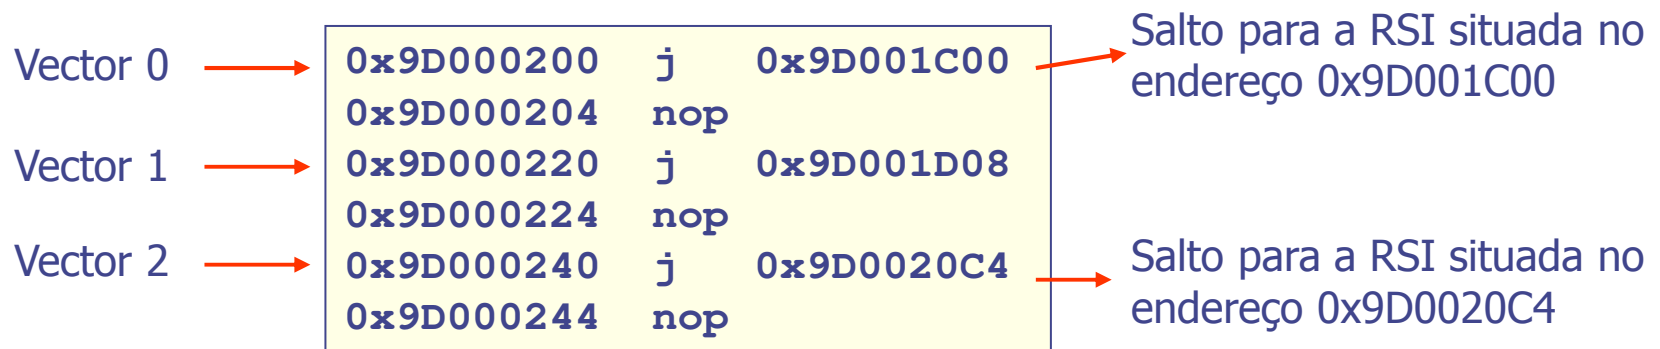 Vector 0
0x9D000200 j 0x9D001C00
0x9D000204 nop
Vector 1
0x9D000220 j 0x9D001D08
0x9D000224 nop
Vector 2
0x9D000240 j 0x9D0020C4
0x9D000244 nop
Salto para a RSI situada no
endereço 0x9D001C00
Salto para a RSI situada no
endereço 0x9D0020C4